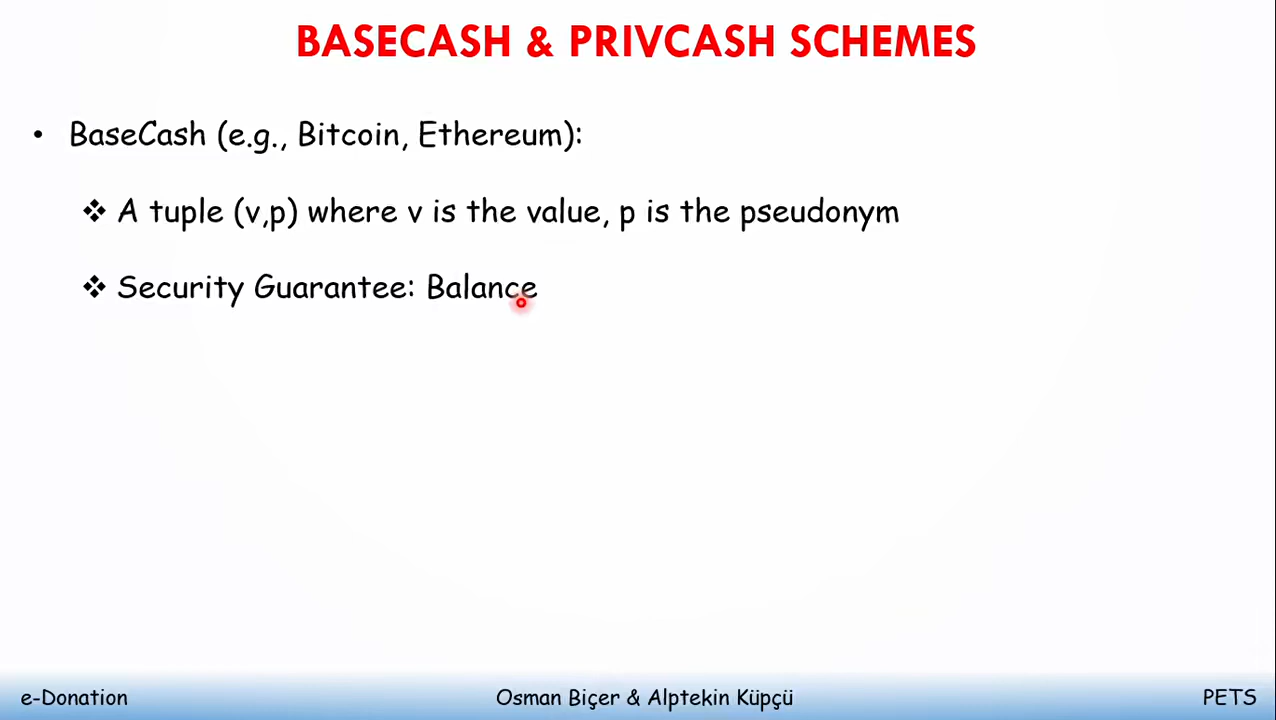 BASECASH & PRIVCASH SCHEMES
• BaseCash (e.g., Bitcoin, Ethereum):
❖ A tuple (v,p) where v is the value, p is the pseudonym
❖ Security Guarantee: Balance
e-Donation
Osman Biçer & Alptekin Küpçü
PETS